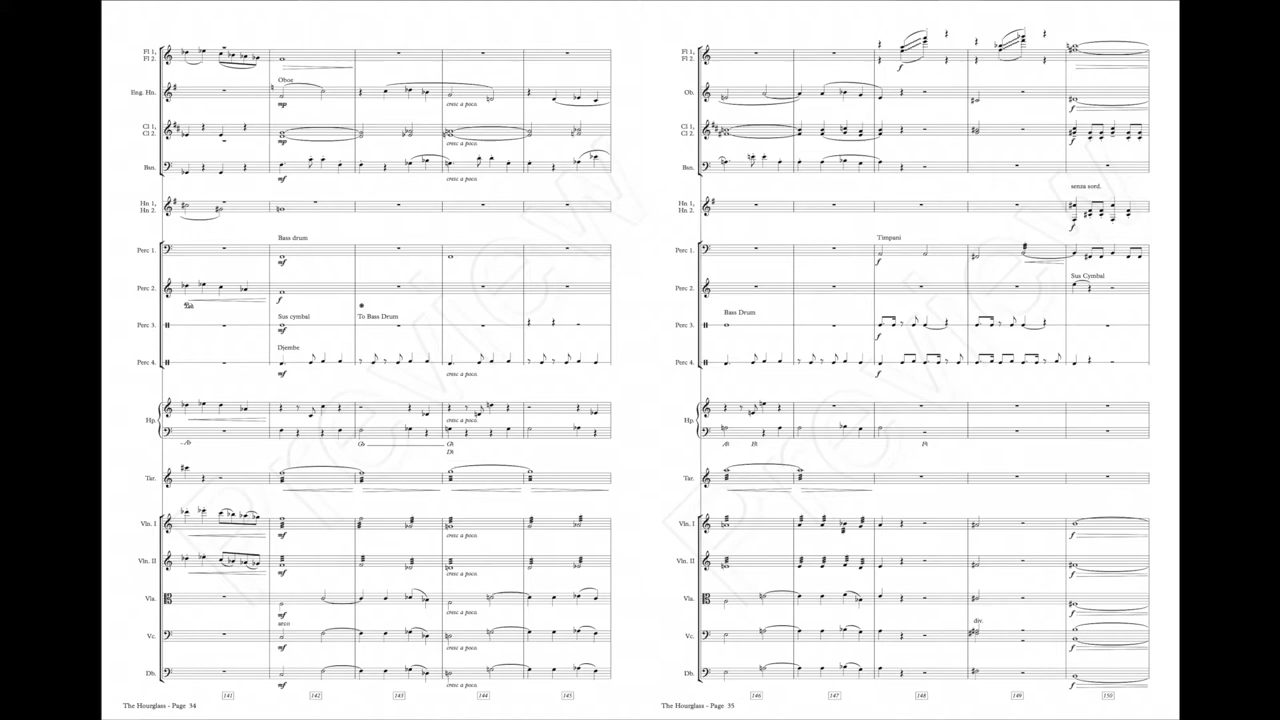 Fl 1,
Fl 2.
Eng. Hn.
Oboe
mp
cresc a poco.
Cl 1,
Cl 2.
mp
cresc a poco.
Bsn.
mf
cresc a poco.
Hn 1,
Hn 2.
Bass drum
Perc 1.
mf
Perc 2.
f
Sus cymbal
To Bass Drum
Perc 3.
mf
Djembe
Perc 4.
mf
cresc a poco.
Hp.
cresc a poco.
Tar.
Vln. I
mf
cresc a poco.
Vln. II
mf
cresc a poco.
Vla.
mf
cresc a poco.
arco
Vc.
mf
cresc a poco.
Db.
mf
cresc a poco.
141 142 143 144 145
The Hourglass - Page 34
Fl 1,
Fl 2.
f
Ob.
f
Cl 1,
Cl 2.
f
Bsn.
senza sord.
Hn 1,
Hn 2.
f
Timpani
Perc 1.
f
f
Sus Cymbal
Perc 2.
f
Bass Drum
Perc 3.
f
Perc 4.
f
f
Hp.
Tar.
Vln. I
f
Vln. II
f
Vla.
f
div.
Vc.
f
Db.
f
146 147 148 149 150
The Hourglass - Page 35
Preview
Preview